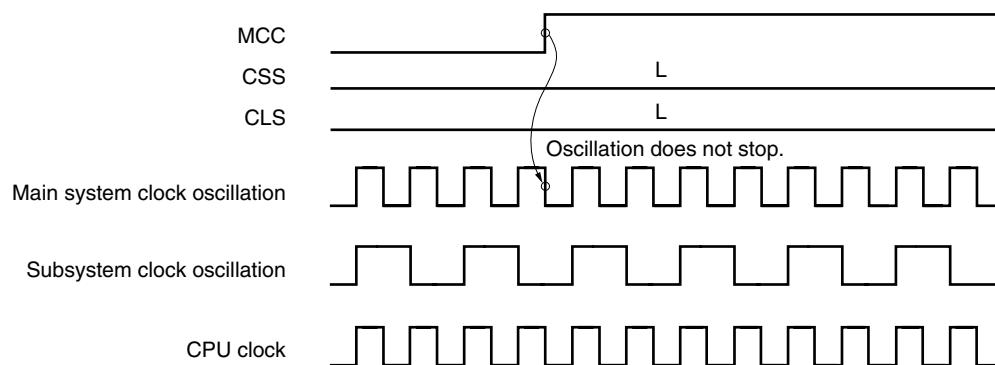 MCC
CSS L
CLS L
Oscillation does not stop.
Main system clock oscillation
Subsystem clock oscillation
CPU clock